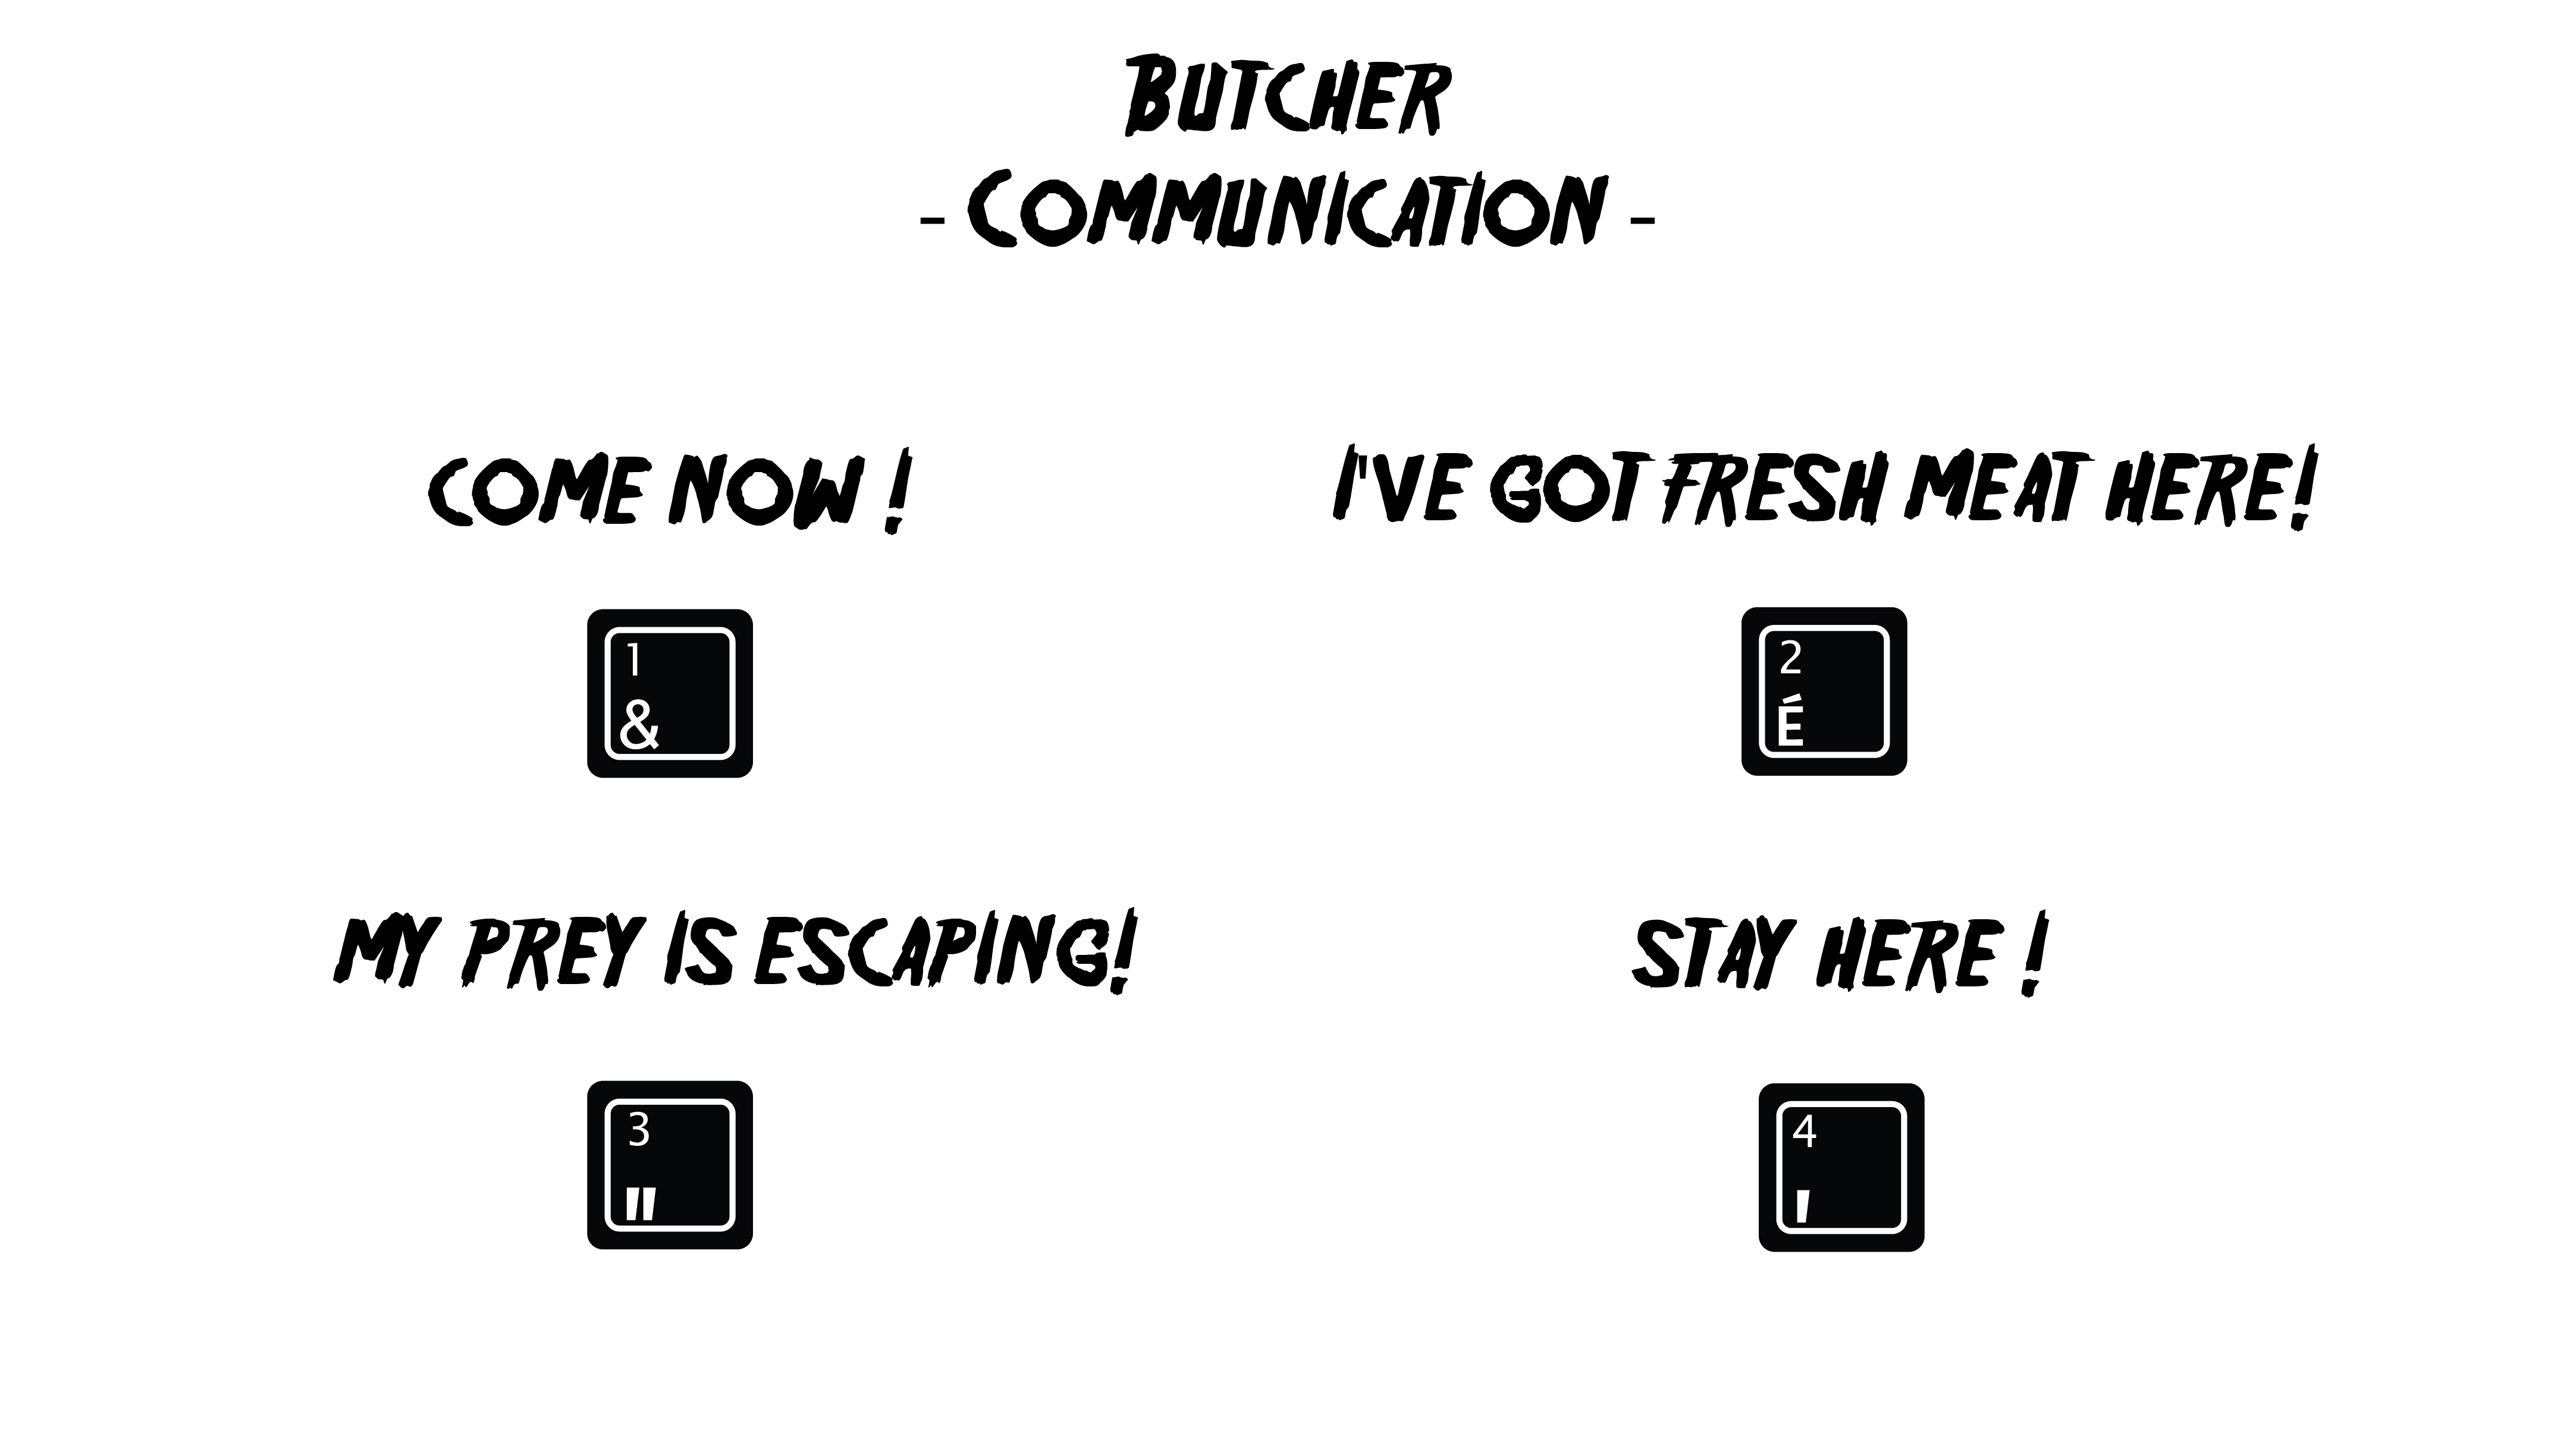 BUTCHER
- COMMUNICATION -
COME NOW !
I'VE GOT FRESH MEAT HERE!
1
&
2
É
MY PREY IS ESCAPING!
STAY HERE !
3
"
4
'